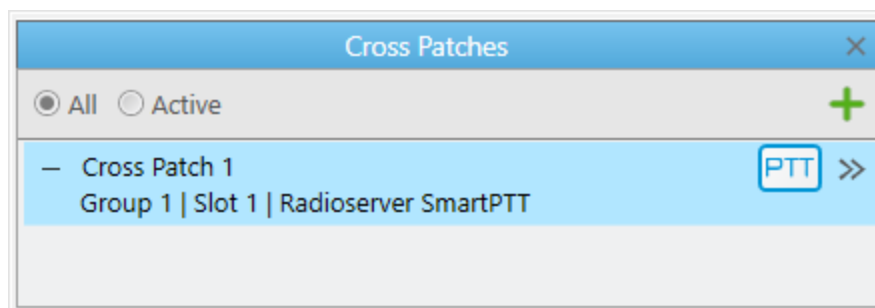 Cross Patches
All Active
Cross Patch 1 PTT
Group 1 | Slot 1 | Radioserver SmartPTT